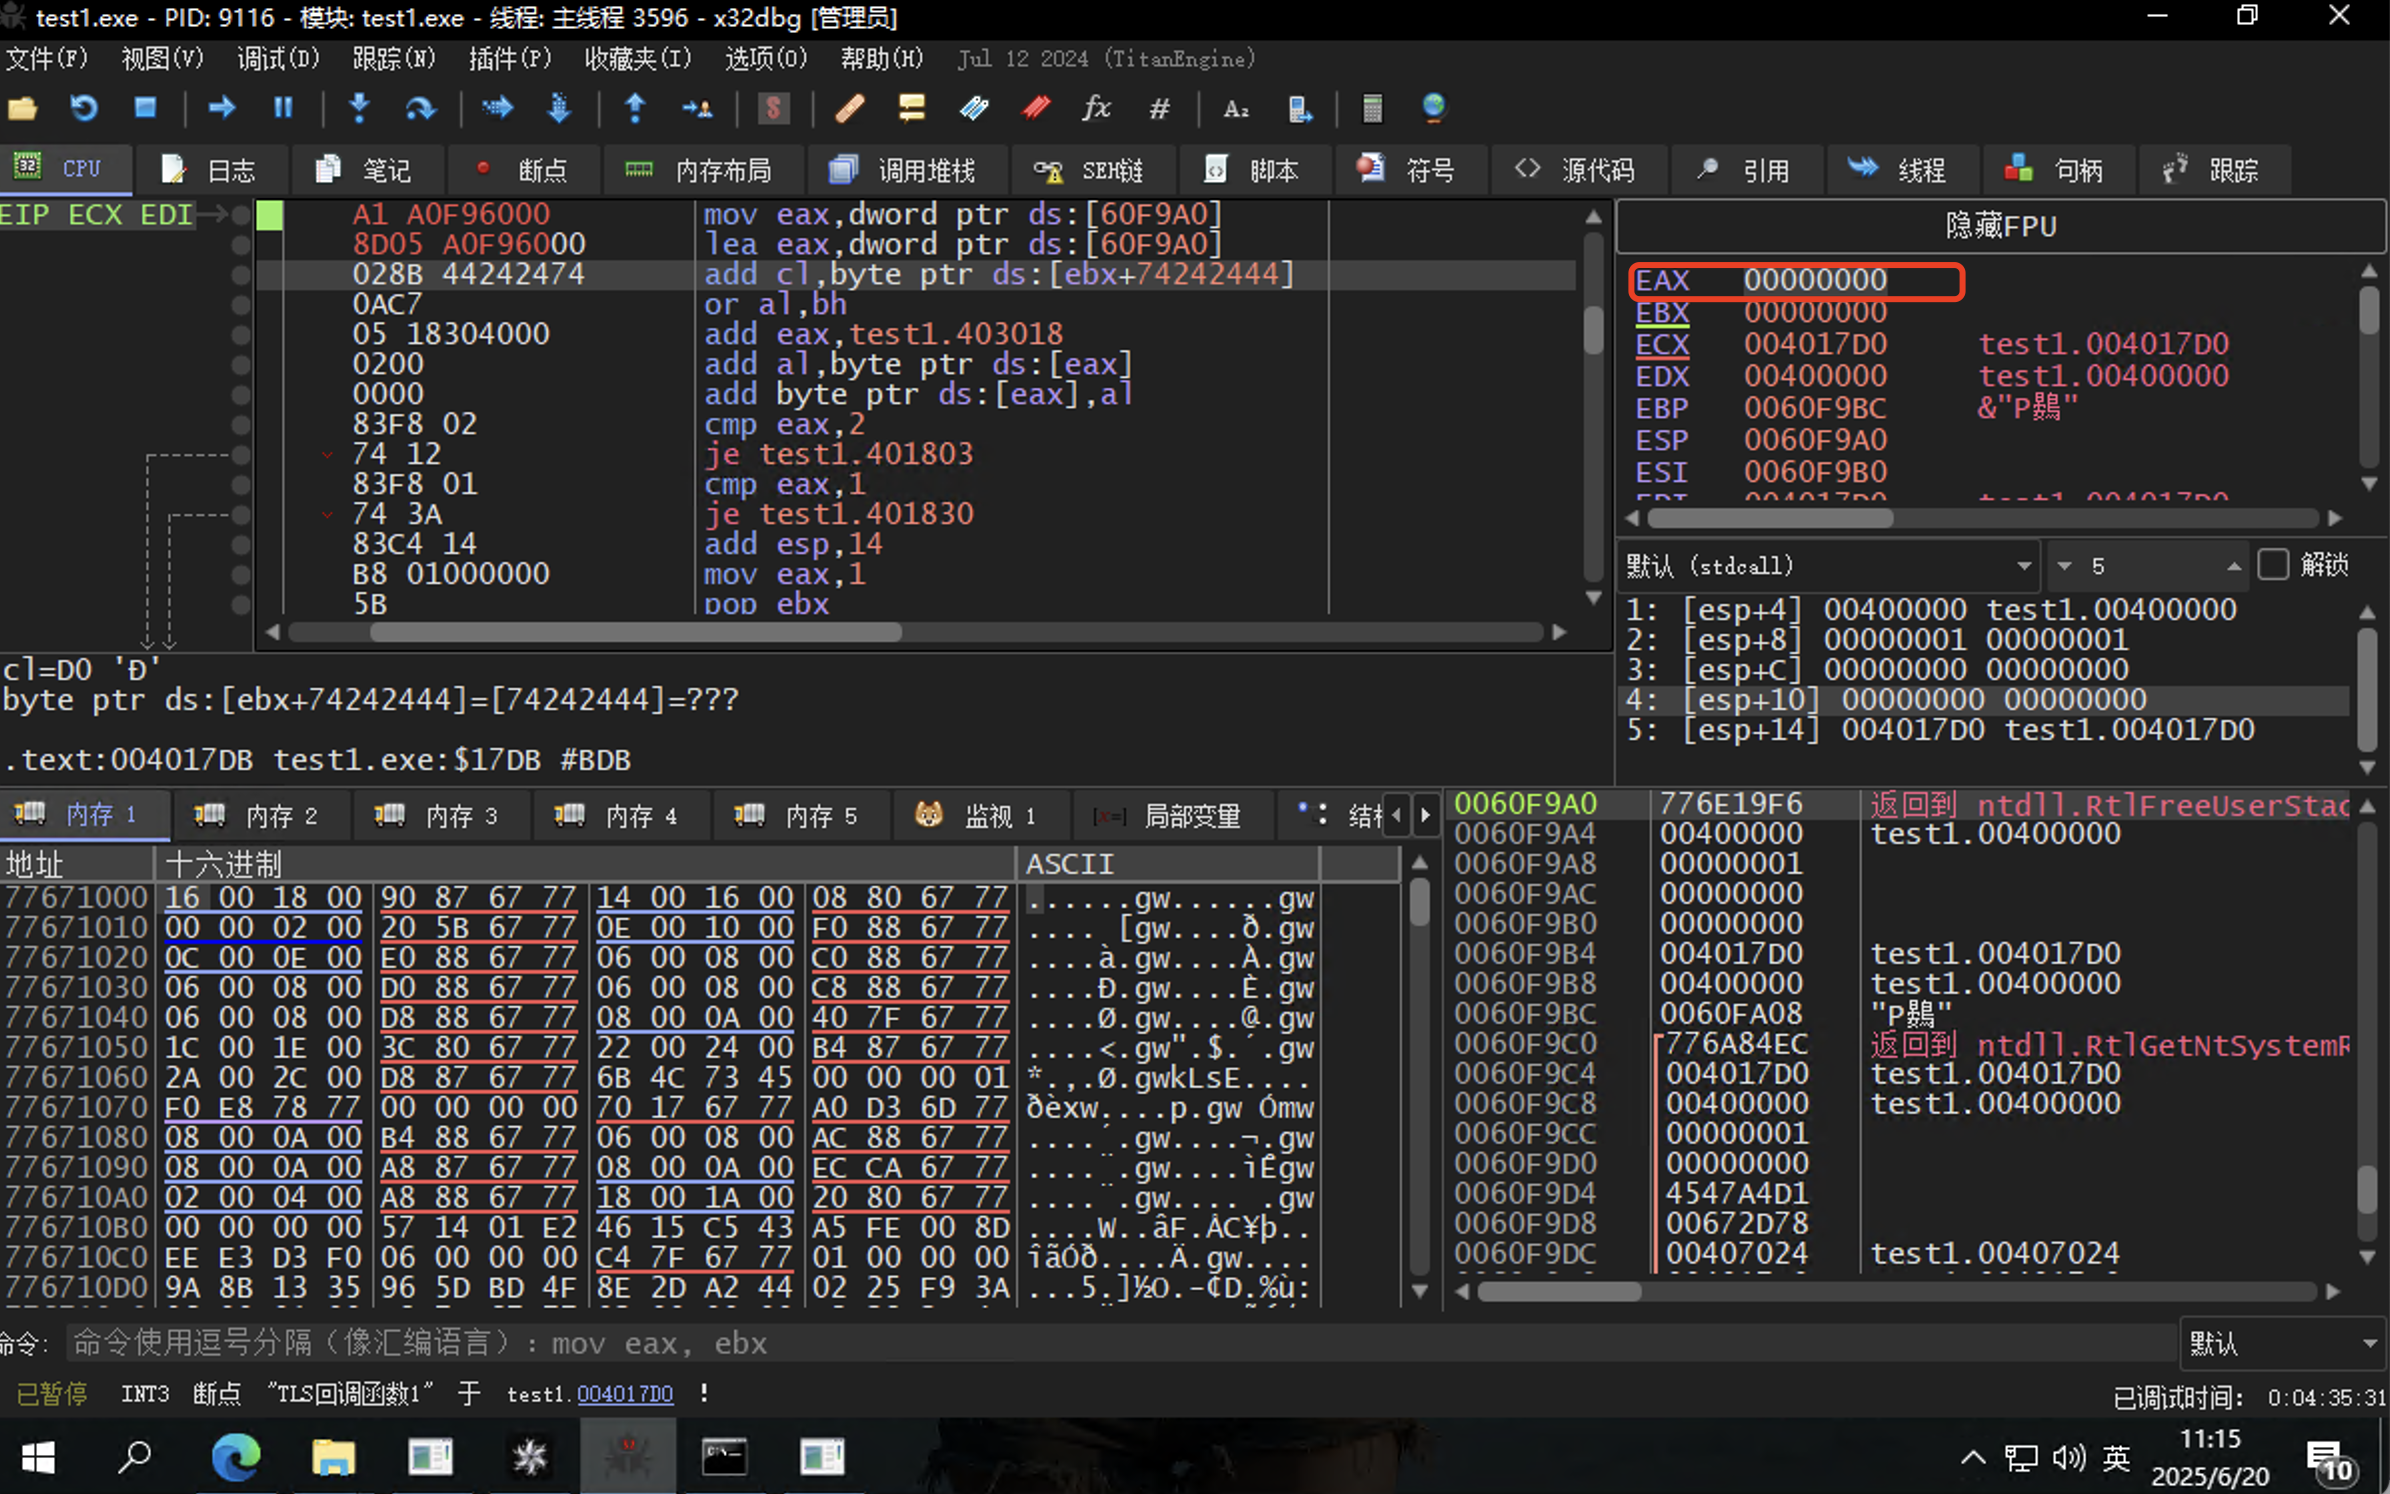 test1.exe - PID: 9116 - 模块: test1.exe - 线程: 主线程 3596 - x32dbg [管理员]
文件(F) 视图(V) 调试(D) 跟踪(N) 插件(P) 收藏夹(I) 选项(O) 帮助(H) Jul 12 2024 (TitanEngine)
CPU 日志 笔记 断点 内存布局 调用堆栈 SEH链 脚本 符号 源代码 引用 线程 句柄 跟踪
EIP ECX EDI
A1 A0F96000 mov eax,dword ptr ds:[60F9A0]
8D05 A0F96000 lea eax,dword ptr ds:[60F9A0]
028B 44242474 add cl,byte ptr ds:[ebx+74242444]
0AC7 or al,bh
05 18304000 add eax,test1.403018
0200 add al,byte ptr ds:[eax]
0000 add byte ptr ds:[eax],al
83F8 02 cmp eax,2
74 12 je test1.401803
83F8 01 cmp eax,1
74 3A je test1.401830
83C4 14 add esp,14
B8 01000000 mov eax,1
5B pop ebx
隐藏FPU
EAX 00000000
EBX 00000000
ECX 004017D0 test1.004017D0
EDX 00400000 test1.00400000
EBP 0060F9BC &"P鷃"
ESP 0060F9A0
ESI 0060F9B0
EDI 004017D0 test1.004017D0
默认 (stdcall) 5 解锁
1: [esp+4] 00400000 test1.00400000
2: [esp+8] 00000001 00000001
3: [esp+C] 00000000 00000000
4: [esp+10] 00000000 00000000
5: [esp+14] 004017D0 test1.004017D0
cl=D0 'Ð'
byte ptr ds:[ebx+74242444]=[74242444]=???
.text:004017DB test1.exe:$17DB #BDB
内存 1 内存 2 内存 3 内存 4 内存 5 监视 1 局部变量
地址 十六进制 ASCII
77671000 16 00 18 00 90 87 67 77 14 00 16 00 08 80 67 77 ......gw......gw
77671010 00 00 02 00 20 5B 67 77 0E 00 10 00 F0 88 67 77 .... [gw....ð.gw
77671020 0C 00 0E 00 E0 88 67 77 06 00 08 00 C0 88 67 77 ....à.gw....À.gw
77671030 06 00 08 00 D0 88 67 77 06 00 08 00 C8 88 67 77 ....Ð.gw....È.gw
77671040 06 00 08 00 D8 88 67 77 08 00 0A 00 40 7F 67 77 ....Ø.gw....@.gw
77671050 1C 00 1E 00 3C 80 67 77 22 00 24 00 B4 87 67 77 ....<.gw".$.´.gw
77671060 2A 00 2C 00 D8 87 67 77 6B 4C 73 45 00 00 00 01 *.,.Ø.gwkLsE....
77671070 F0 E8 78 77 00 00 00 00 70 17 67 77 A0 D3 6D 77 ðèxw....p.gw Ómw
77671080 08 00 0A 00 B4 88 67 77 06 00 08 00 AC 88 67 77 ....´.gw....¬.gw
77671090 08 00 0A 00 A8 87 67 77 08 00 0A 00 EC CA 67 77 ....¨.gw....ìÊgw
776710A0 02 00 04 00 A8 88 67 77 18 00 1A 00 20 80 67 77 ....¨.gw.... .gw
776710B0 00 00 00 00 57 14 01 E2 46 15 C5 43 A5 FE 00 8D ....W..âF.ÅC¥þ..
776710C0 EE E3 D3 F0 06 00 00 00 C4 7F 67 77 01 00 00 00 îãÓð....Ä.gw....
776710D0 9A 8B 13 35 96 5D BD 4F 8E 2D A2 44 02 25 F9 3A ...5.]½O.-¢D.%ù:
0060F9A0 776E19F6 返回到 ntdll.RtlFreeUserStac
0060F9A4 00400000 test1.00400000
0060F9A8 00000001
0060F9AC 00000000
0060F9B0 00000000
0060F9B4 004017D0 test1.004017D0
0060F9B8 00400000 test1.00400000
0060F9BC 0060FA08 "P鷃"
0060F9C0 776A84EC 返回到 ntdll.RtlGetNtSystemR
0060F9C4 004017D0 test1.004017D0
0060F9C8 00400000 test1.00400000
0060F9CC 00000001
0060F9D0 00000000
0060F9D4 4547A4D1
0060F9D8 00672D78
0060F9DC 00407024 test1.00407024
命令: 命令使用逗号分隔（像汇编语言）: mov eax, ebx 默认
已暂停 INT3 断点 "TLS回调函数1" 于 test1.004017D0 ! 已调试时间: 0:04:35:31
英 11:15
2025/6/20 10